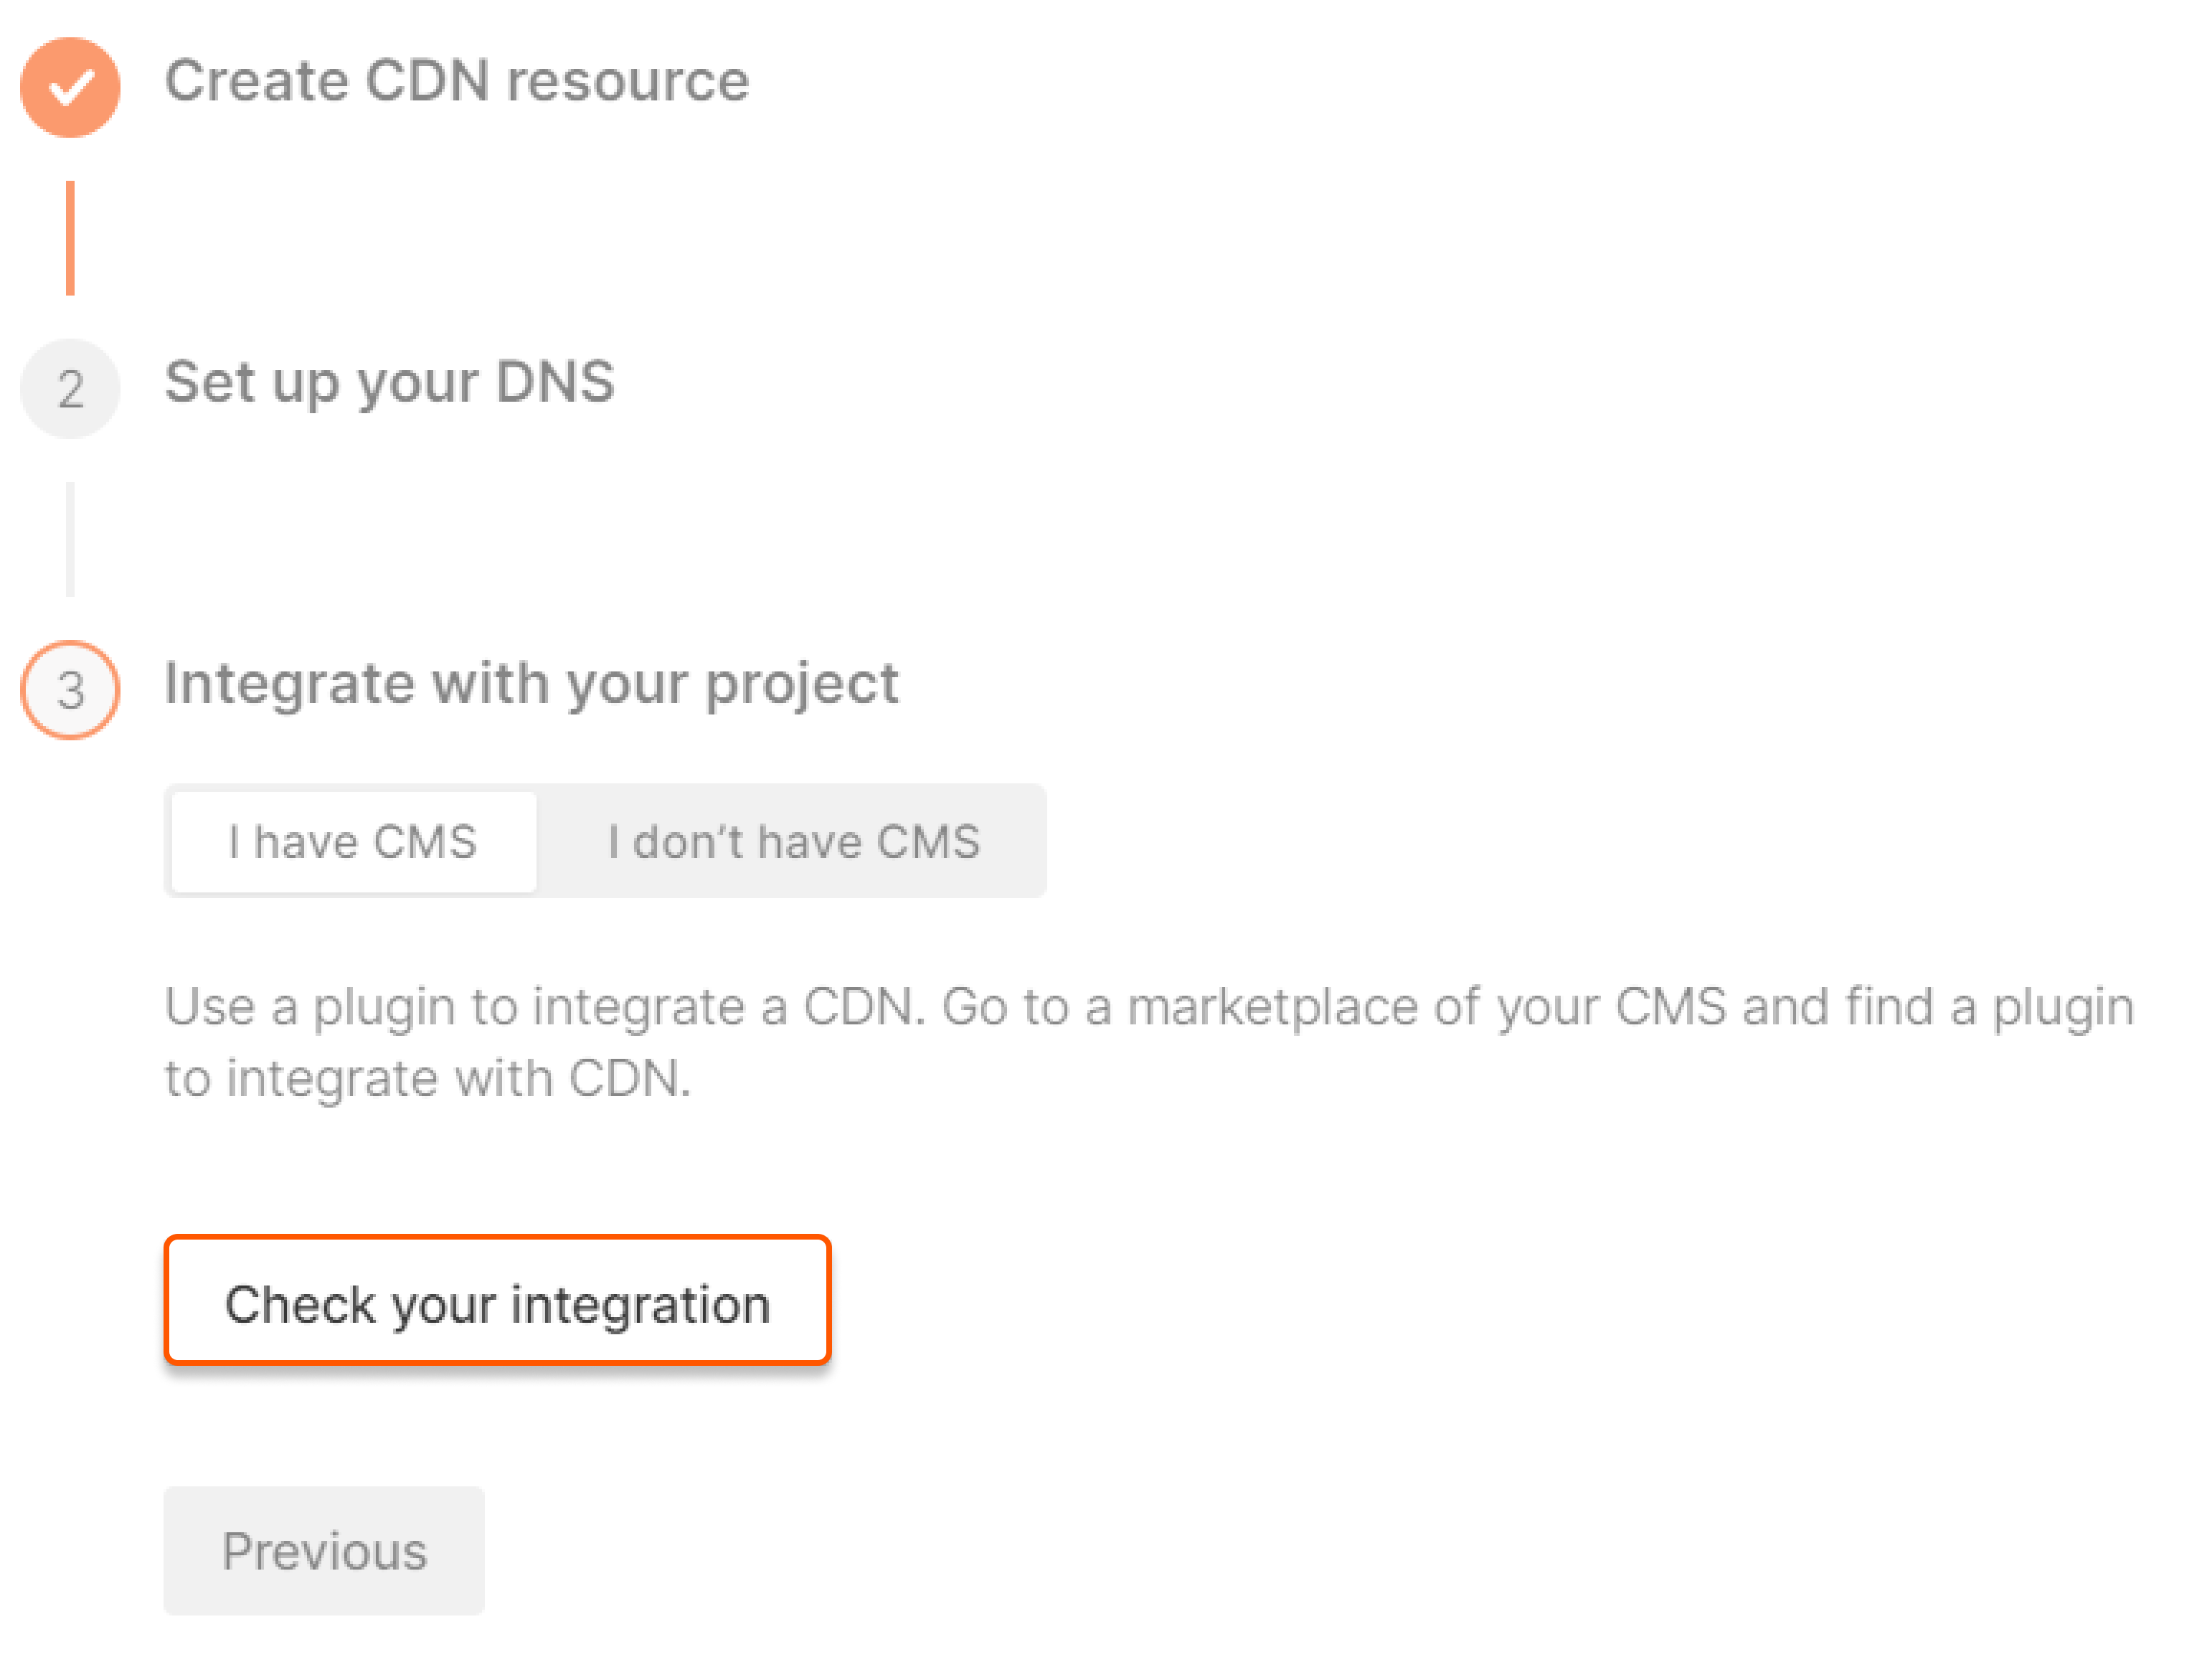 Create CDN resource
2
Set up your DNS
3
Integrate with your project
I have CMS
I don’t have CMS
Use a plugin to integrate a CDN. Go to a marketplace of your CMS and find a plugin
to integrate with CDN.
Check your integration
Previous